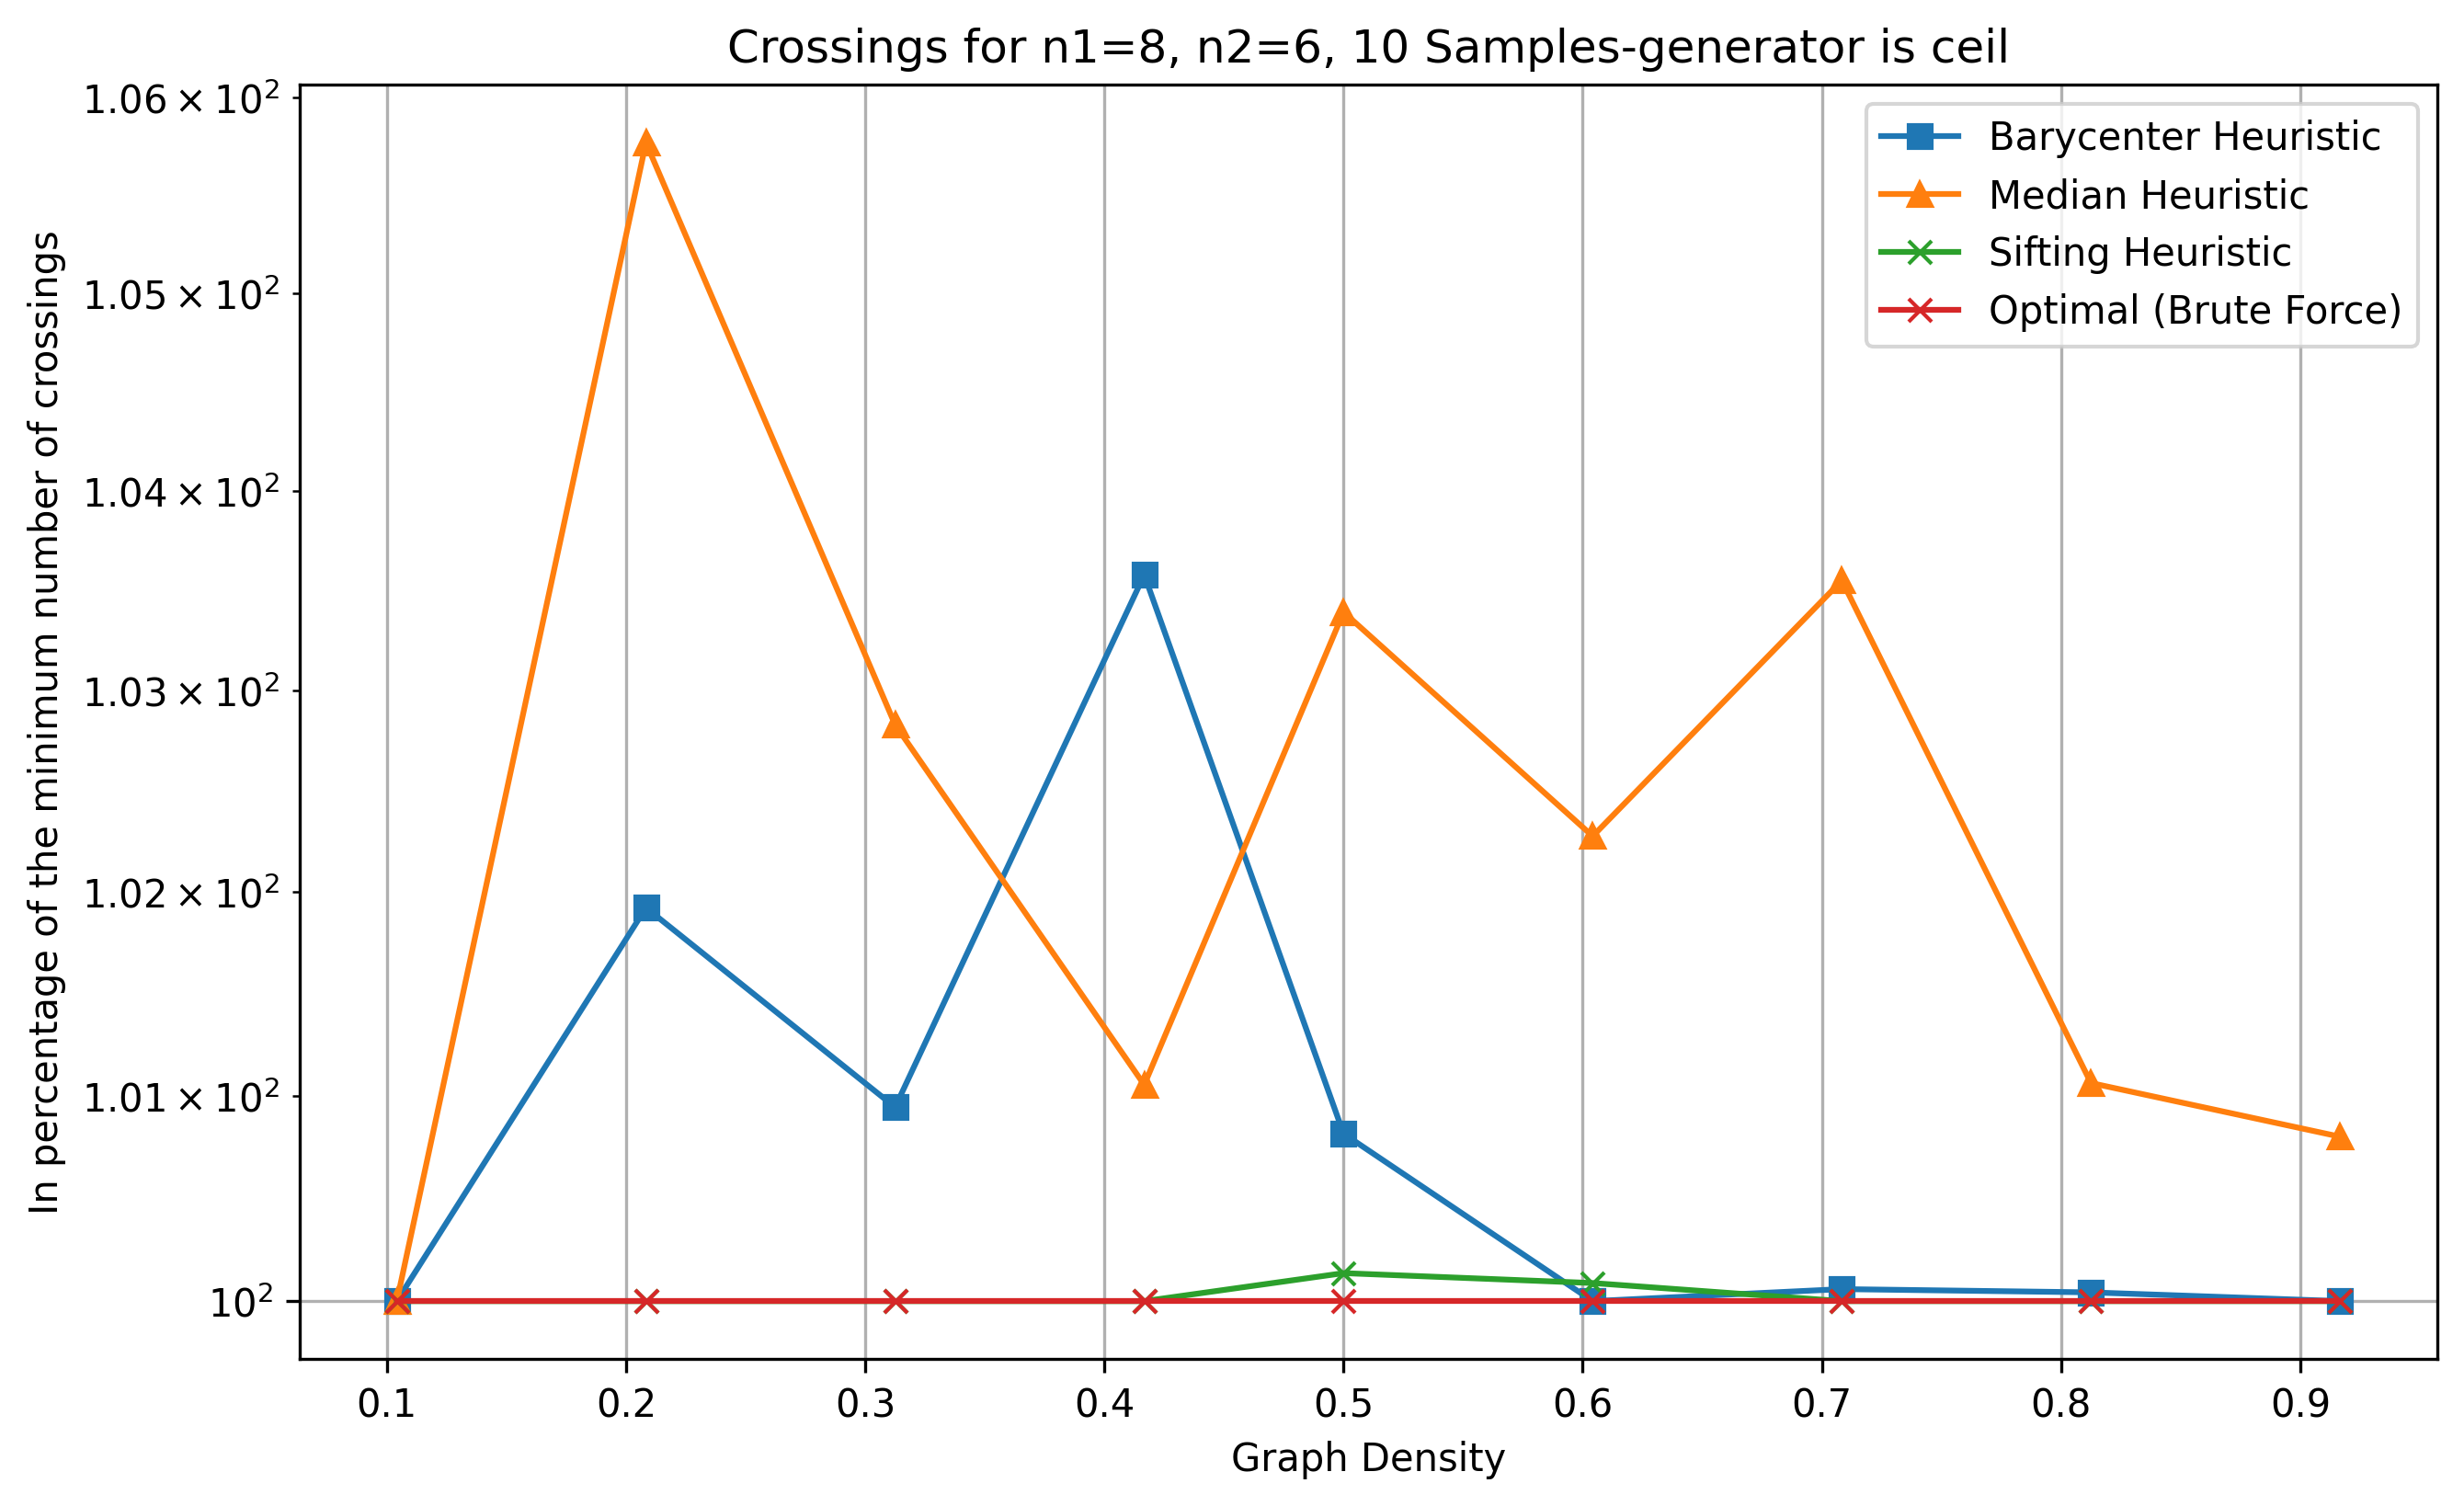 Crossings for n1=8, n2=6, 10 Samples-generator is ceil
In percentage of the minimum number of crossings
1.06 × 10²
1.05 × 10²
1.04 × 10²
1.03 × 10²
1.02 × 10²
1.01 × 10²
10²
Barycenter Heuristic
Median Heuristic
Sifting Heuristic
Optimal (Brute Force)
0.1 0.2 0.3 0.4 0.5 0.6 0.7 0.8 0.9
Graph Density